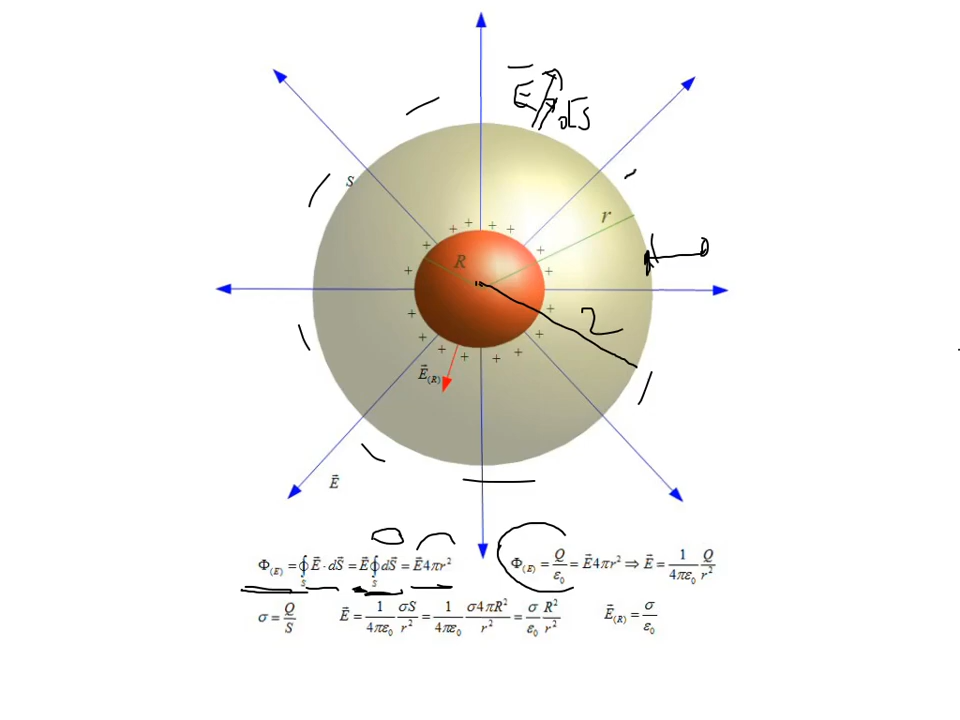 E⃗ // dS
S
r
R
r
E⃗(R)
E⃗
Φ(E) = ∮S E⃗ · dS⃗ = E⃗ ∮S dS⃗ = E⃗4πr² Φ(E) = Q/ε₀ = E⃗4πr² ⇒ E⃗ = 1/4πε₀ Q/r²
σ = Q/S E⃗ = 1/4πε₀ σS/r² = 1/4πε₀ σ4πR²/r² = σ/ε₀ R²/r² E⃗(R) = σ/ε₀